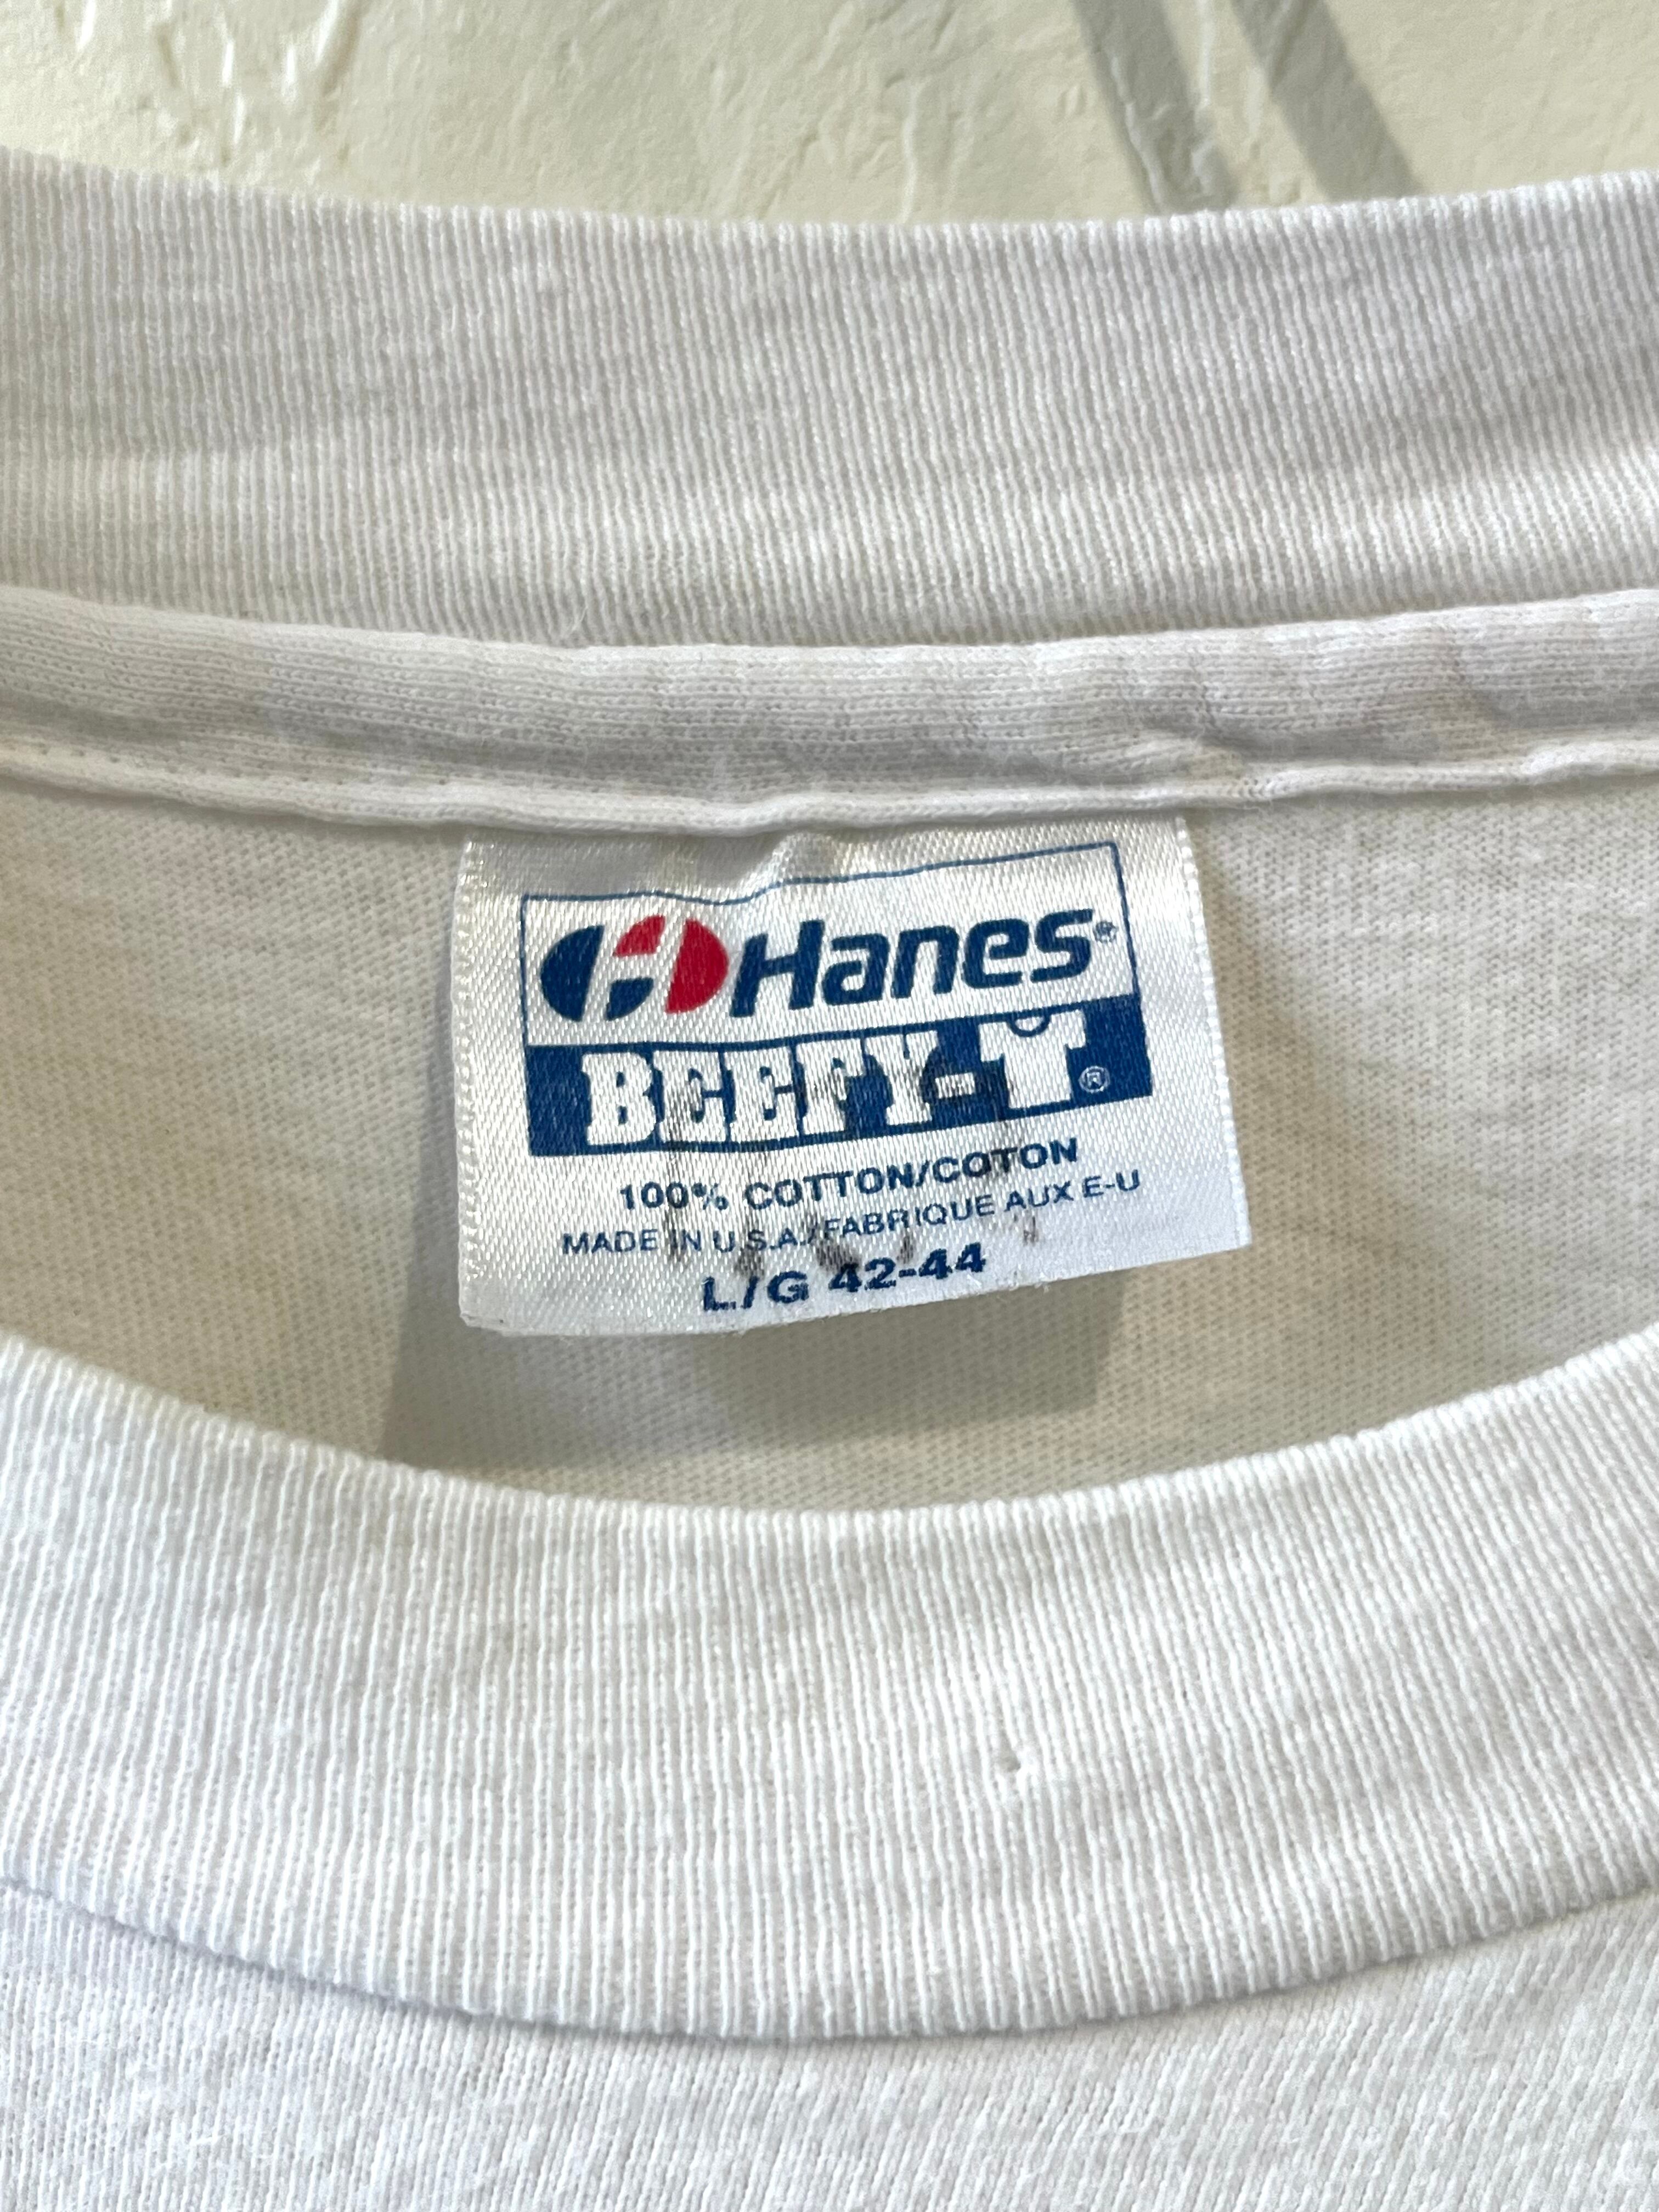 Hanes®
BEEFY-T®
100% COTTON/COTON
MADE IN U.S.A./FABRIQUE AUX E-U
L/G 42-44